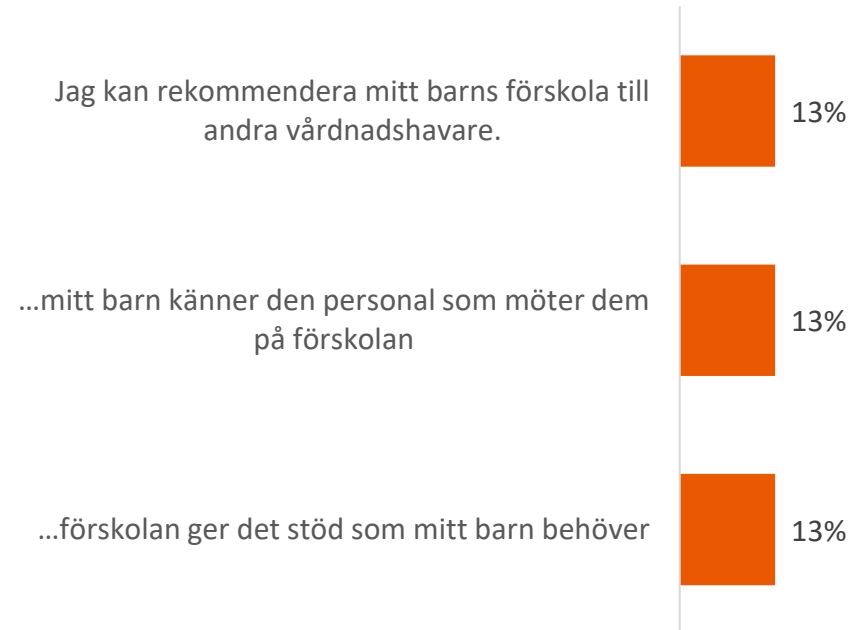 Jag kan rekommendera mitt barns förskola till
andra vårdnadshavare.
13%
...mitt barn känner den personal som möter dem
på förskolan
13%
...förskolan ger det stöd som mitt barn behöver
13%